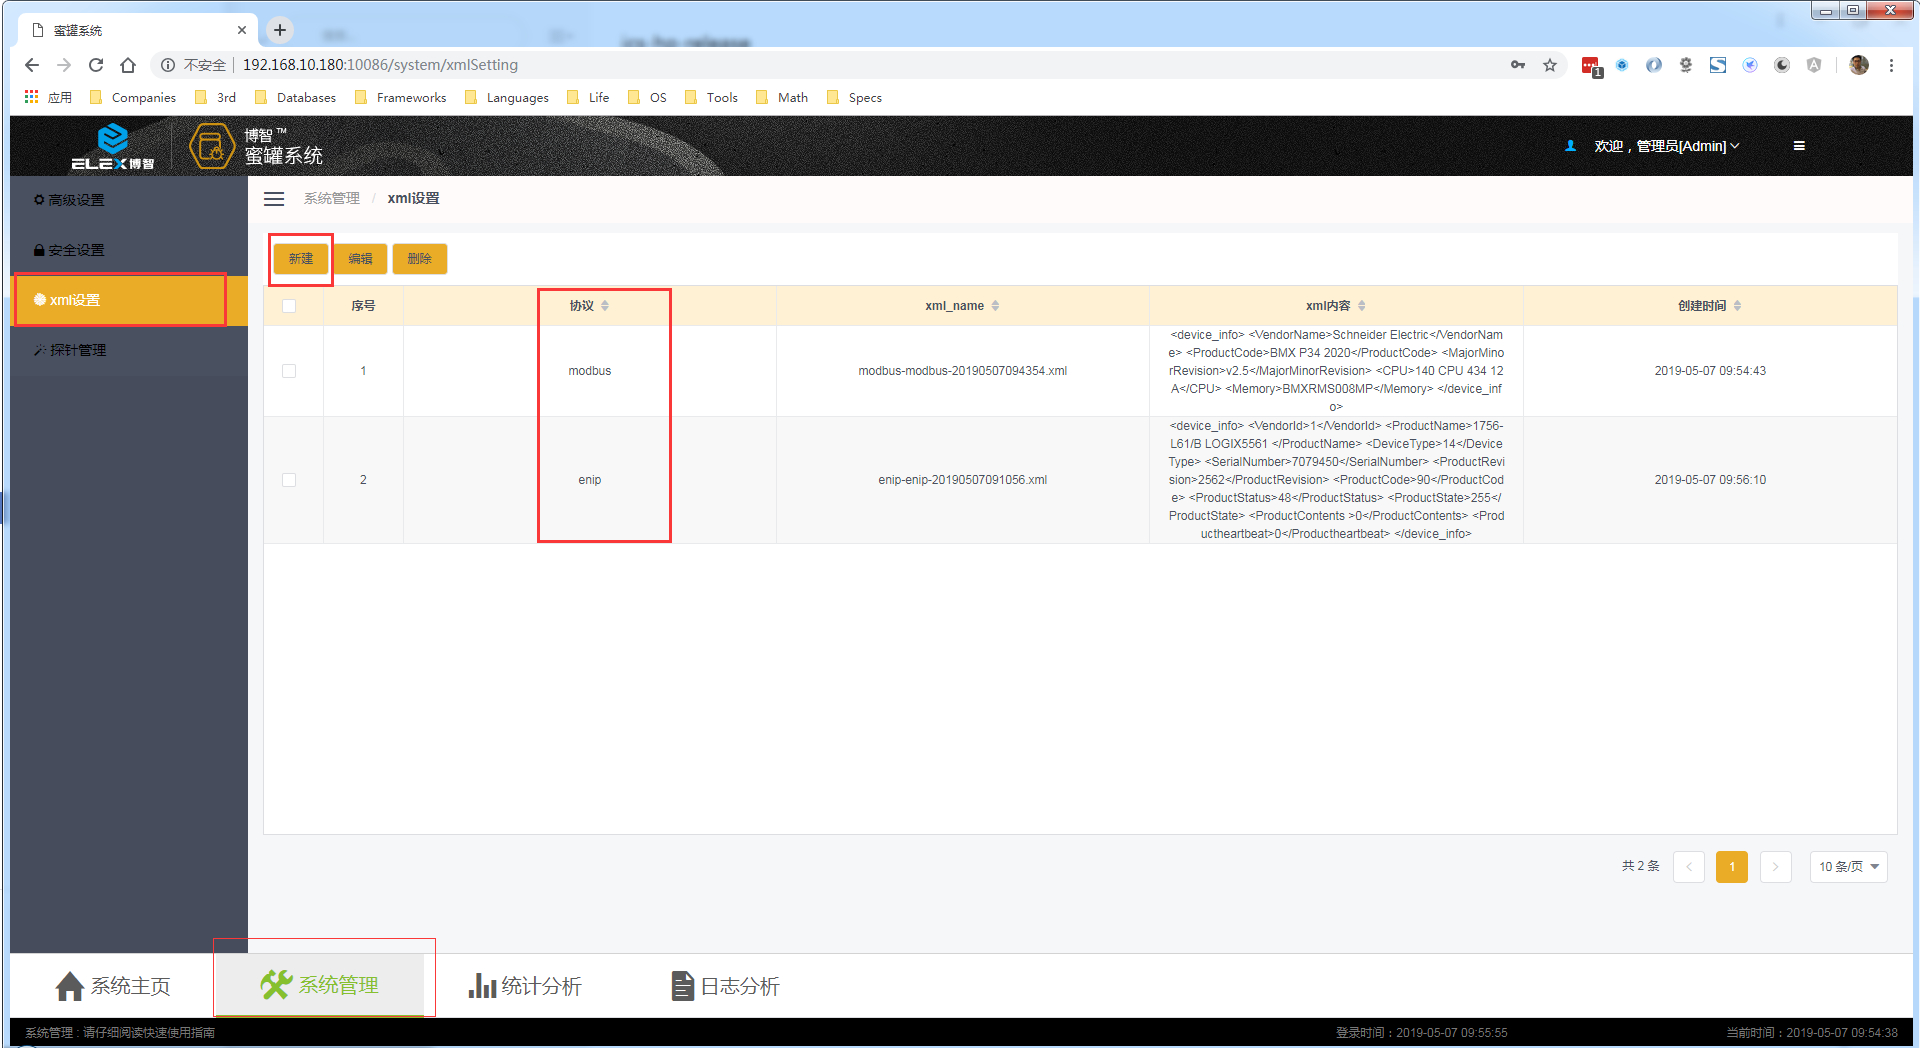 蜜罐系统
不安全 192.168.10.180:10086/system/xmlSetting
1
应用 Companies 3rd Databases Frameworks Languages Life OS Tools Math Specs
ELEX博智
博智™
蜜罐系统
欢迎，管理员[Admin]
高级设置
安全设置
xml设置
探针管理
系统管理 / xml设置
新建 编辑 删除
序号 协议 xml_name xml内容 创建时间
1 modbus modbus-modbus-20190507094354.xml
<device_info> <VendorName>Schneider Electric</VendorNam
e> <ProductCode>BMX P34 2020</ProductCode> <MajorMino
rRevision>v2.5</MajorMinorRevision> <CPU>140 CPU 434 12
A</CPU> <Memory>BMXRMS008MP</Memory> </device_inf
o>
2019-05-07 09:54:43
2 enip enip-enip-20190507091056.xml
<device_info> <VendorId>1</VendorId> <ProductName>1756-
L61/B LOGIX5561 </ProductName> <DeviceType>14</Device
Type> <SerialNumber>7079450</SerialNumber> <ProductRevi
sion>2562</ProductRevision> <ProductCode>90</ProductCod
e> <ProductStatus>48</ProductStatus> <ProductState>255</
ProductState> <ProductContents >0</ProductContents> <Prod
uctheartbeat>0</Productheartbeat> </device_info>
2019-05-07 09:56:10
共 2 条 1 10 条/页
系统主页 系统管理 统计分析 日志分析
系统管理 : 请仔细阅读快速使用指南 登录时间：2019-05-07 09:55:55 当前时间：2019-05-07 09:54:38